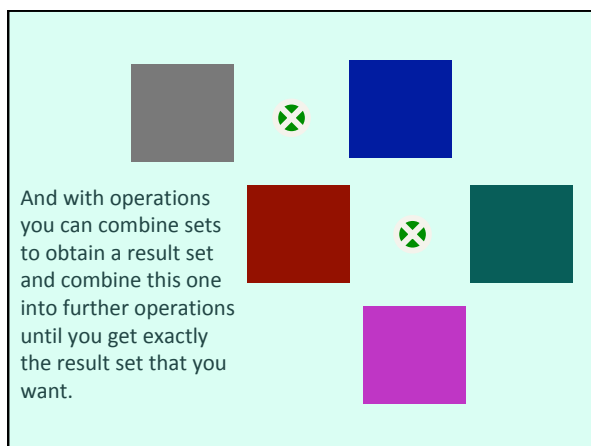 And with operations
you can combine sets
to obtain a result set
and combine this one
into further operations
until you get exactly
the result set that you
want.